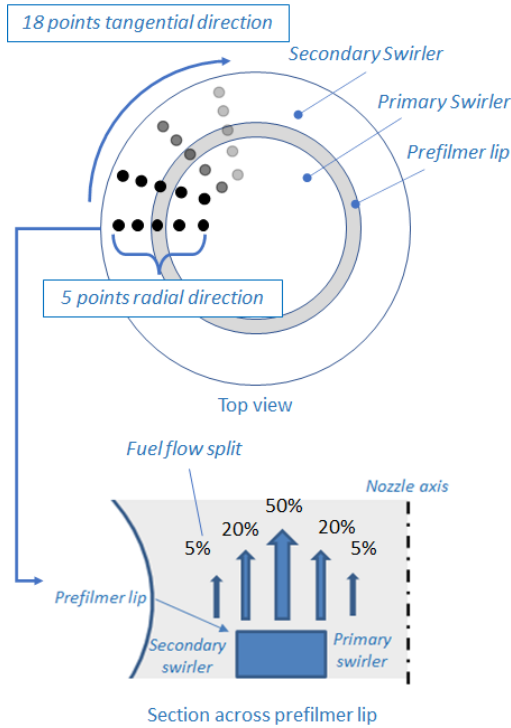 18 points tangential direction
Secondary Swirler
Primary Swirler
Prefilmer lip
5 points radial direction
Top view
Fuel flow split
Nozzle axis
50%
20%
20%
5%
5%
Prefilmer lip
Secondary
swirler
Primary
swirler
Section across prefilmer lip